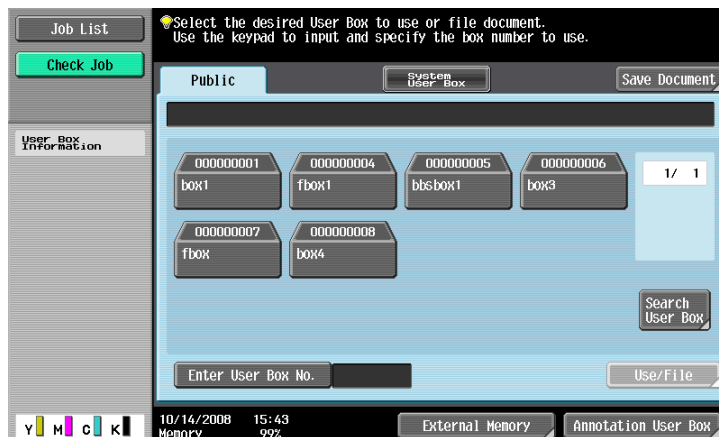 Job List
Select the desired User Box to use or file document.
Use the keypad to input and specify the box number to use.
Check Job
Public
System
User Box
Save Document
User Box
Information
000000001
box1
000000004
fbox1
000000005
bbsbox1
000000006
box3
1/ 1
000000007
fbox
000000008
box4
Search
User Box
Enter User Box No.
Use/File
Y M C K
10/14/2008 15:43
Memory 99%
External Memory
Annotation User Box